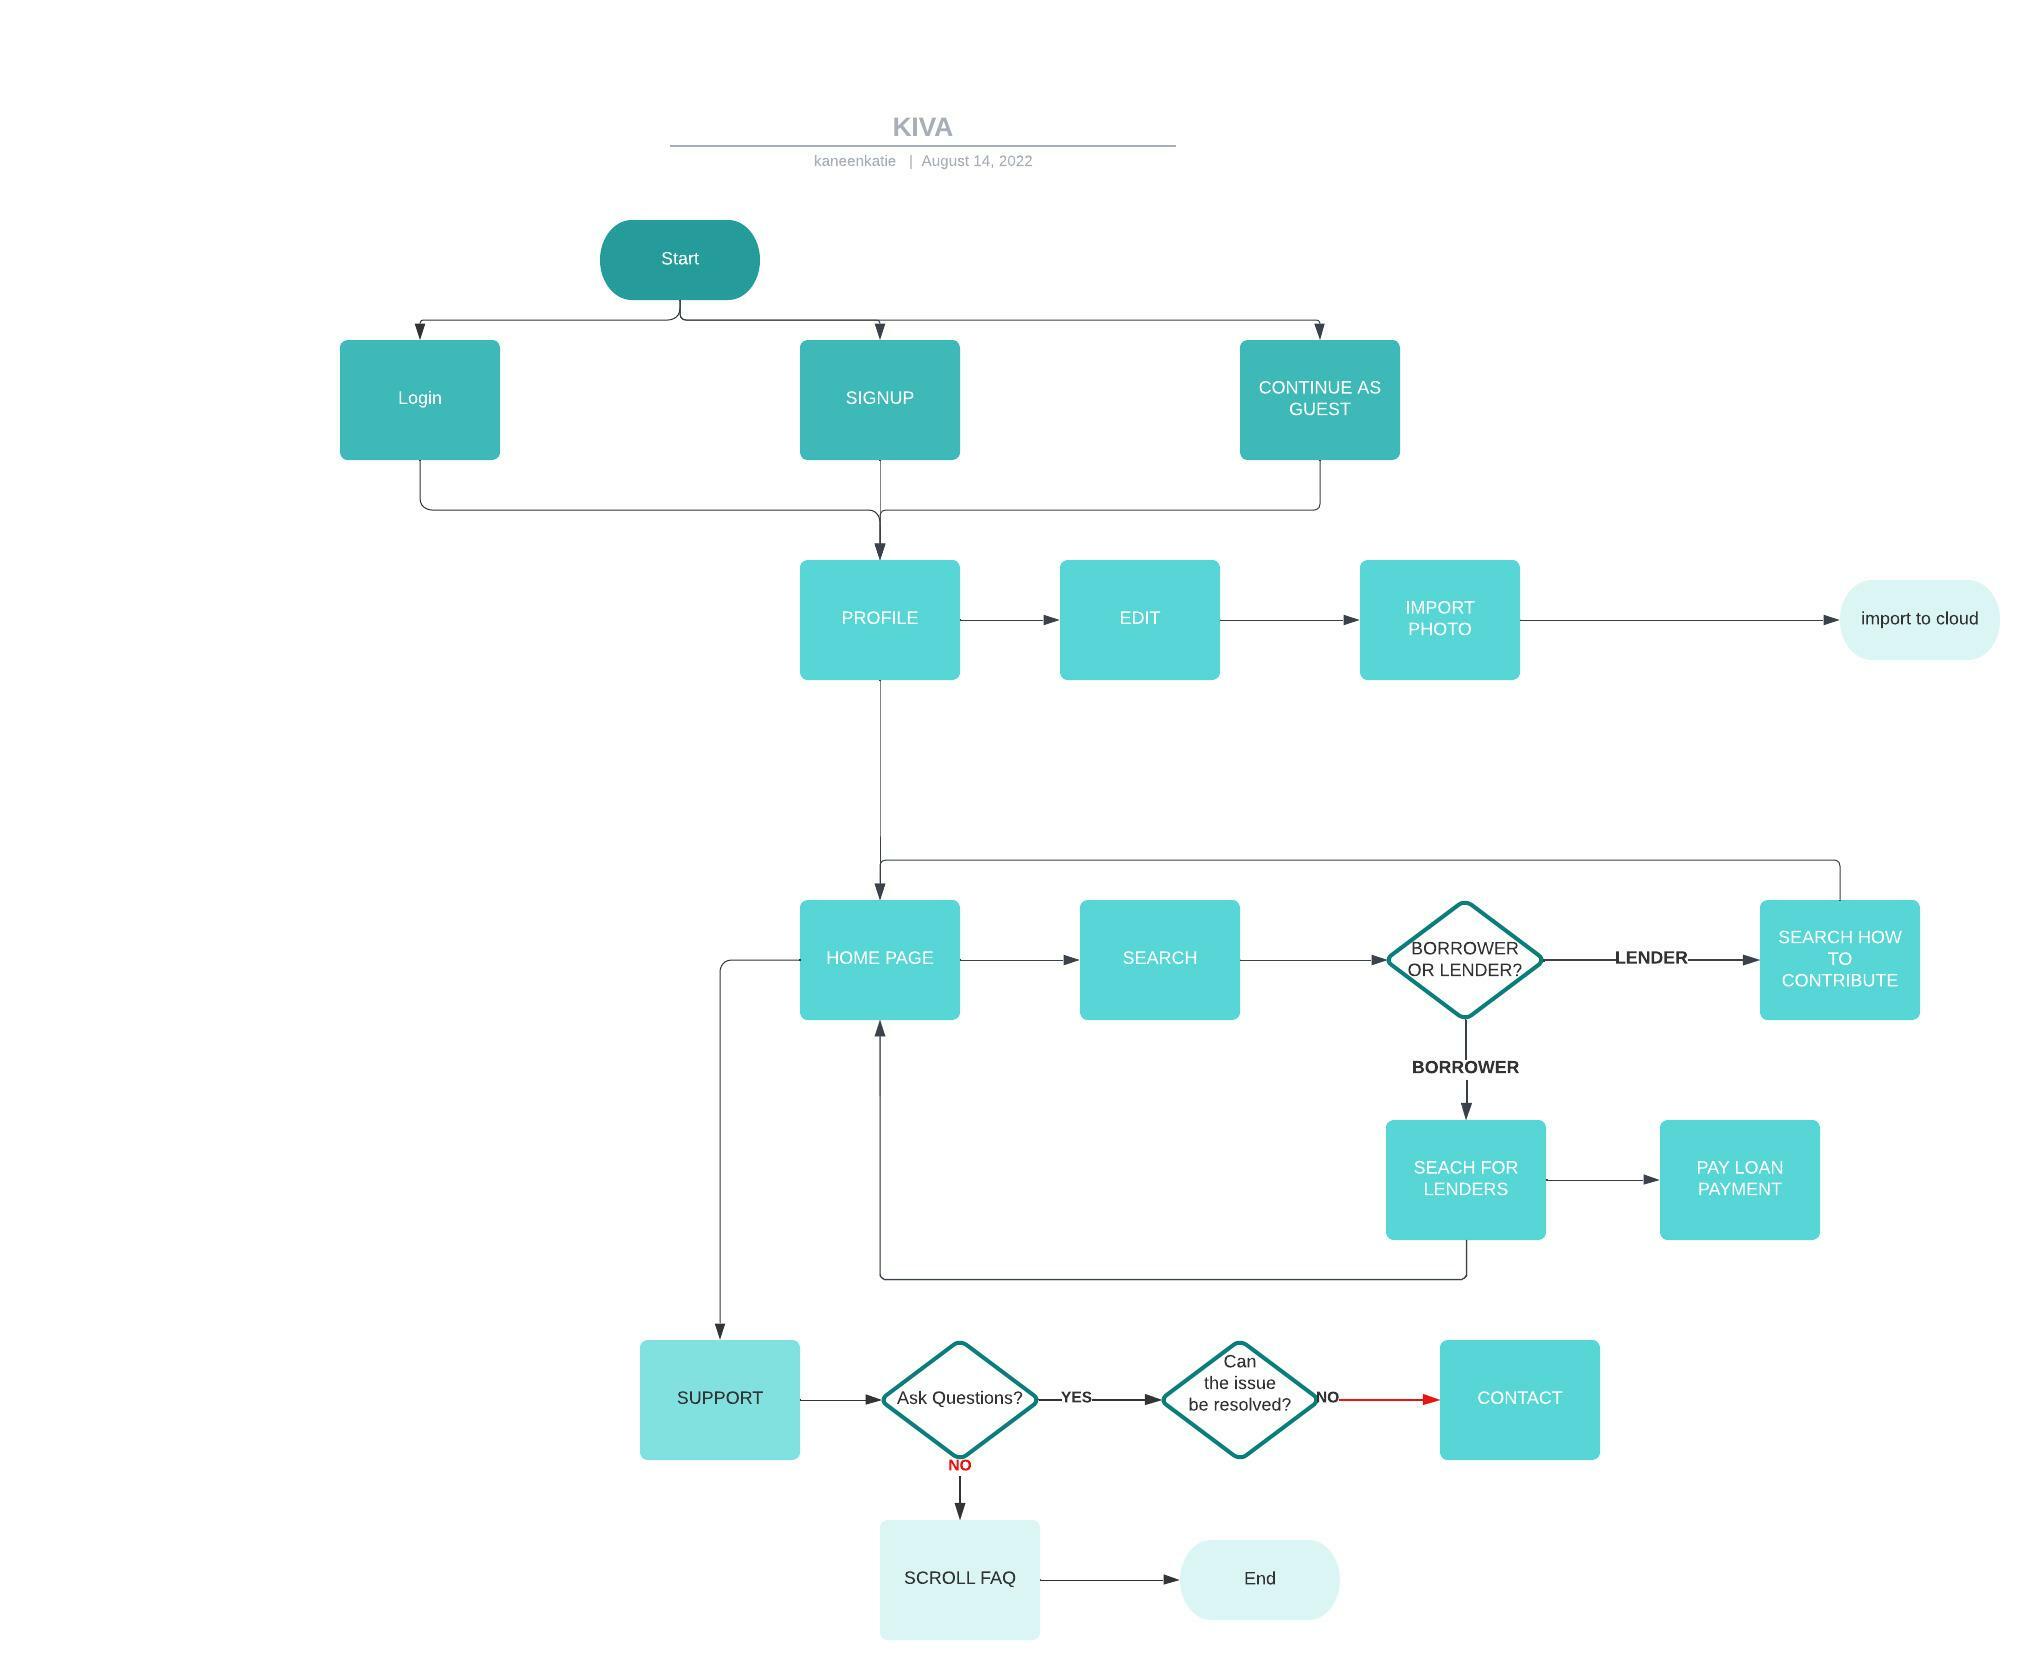 KIVA
kaneenkatie | August 14, 2022
Start
Login
SIGNUP
CONTINUE AS
GUEST
PROFILE
EDIT
IMPORT
PHOTO
import to cloud
HOME PAGE
SEARCH
BORROWER
OR LENDER?
LENDER
SEARCH HOW
TO
CONTRIBUTE
BORROWER
SEACH FOR
LENDERS
PAY LOAN
PAYMENT
SUPPORT
Ask Questions?
YES
Can
the issue
be resolved?
NO
CONTACT
NO
SCROLL FAQ
End